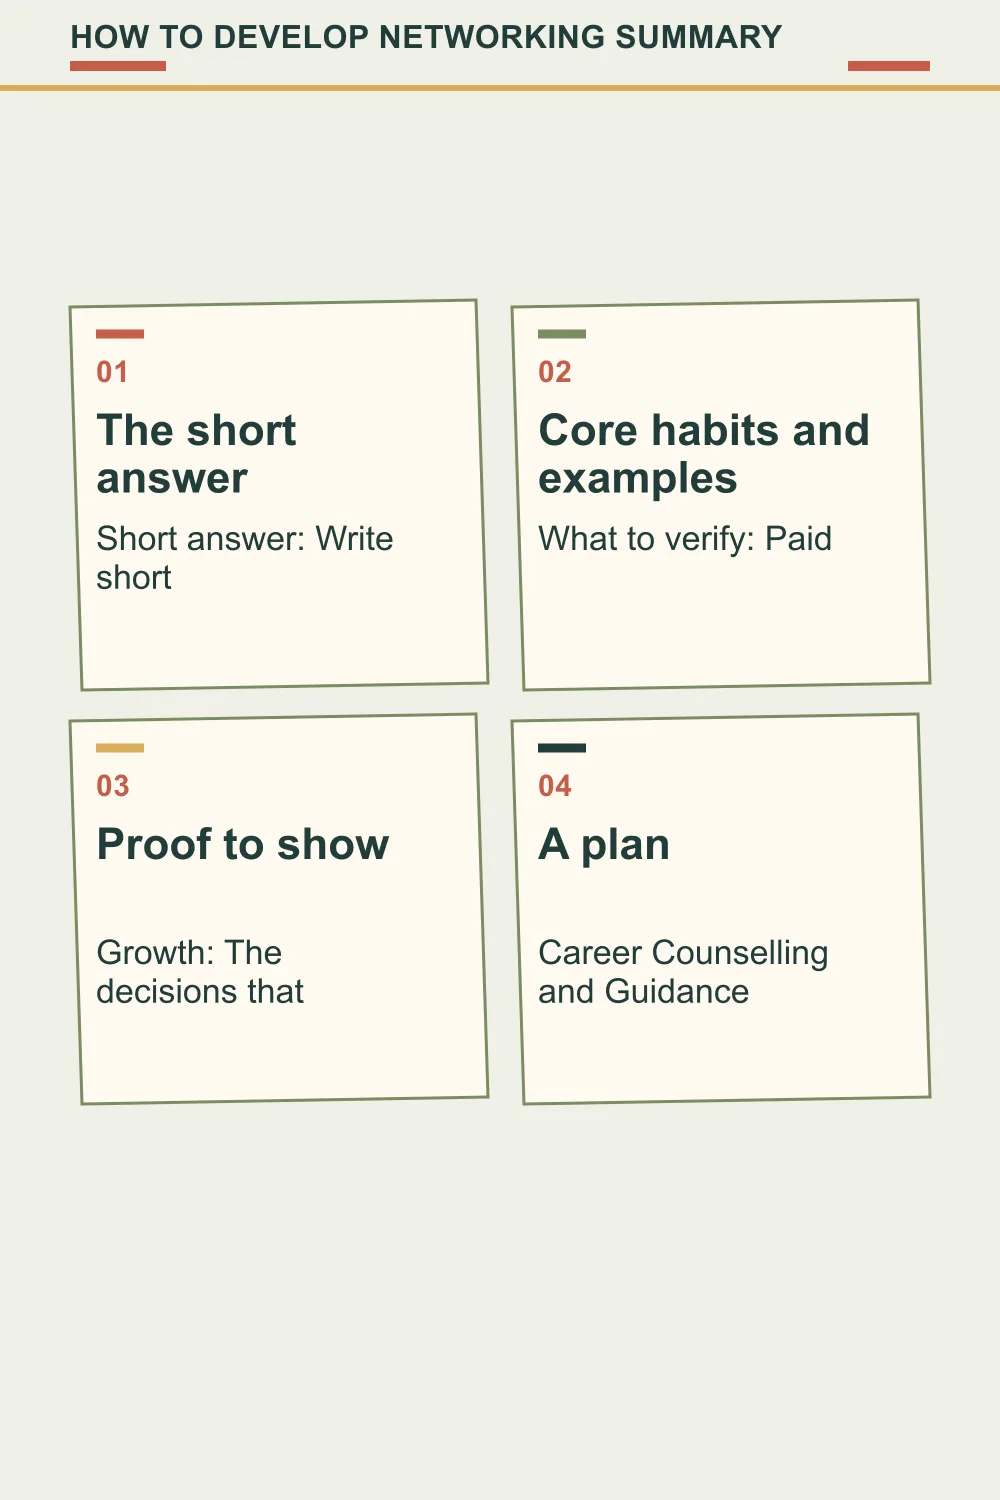 HOW TO DEVELOP NETWORKING SUMMARY
01
The short
answer
Short answer: Write
short
02
Core habits and
examples
What to verify: Paid
03
Proof to show
Growth: The
decisions that
04
A plan
Career Counselling
and Guidance